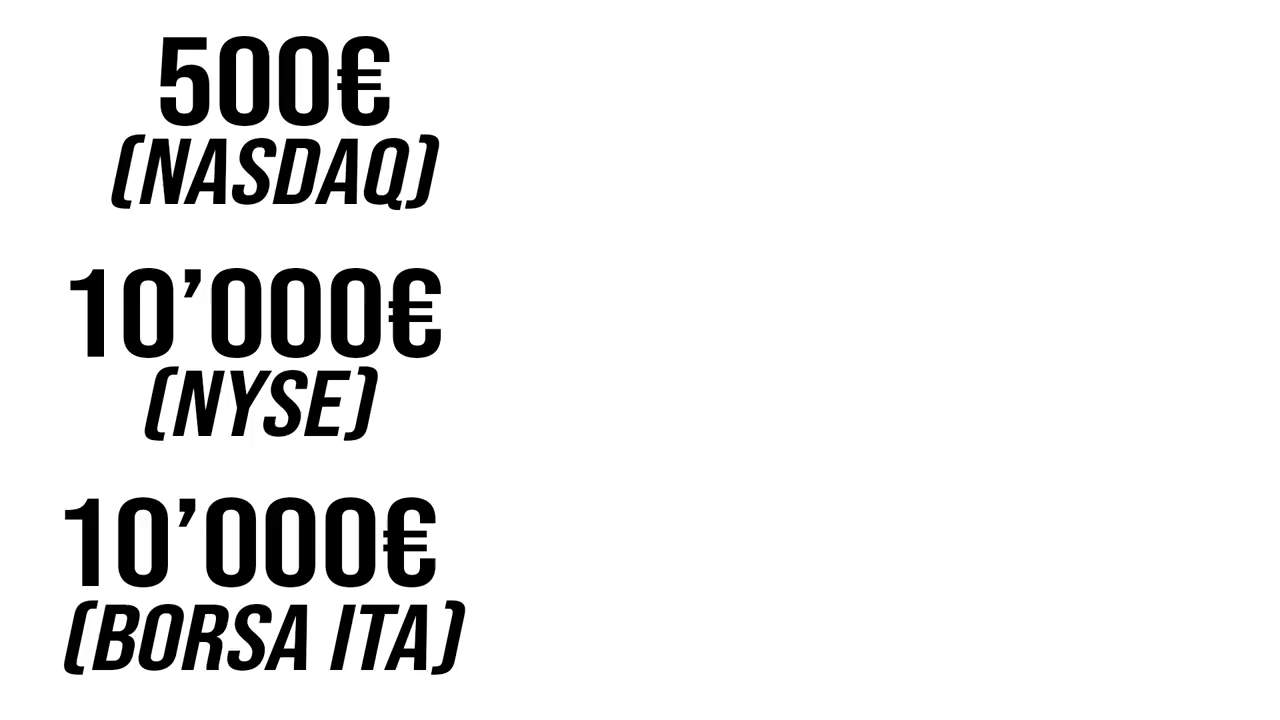 500€
(NASDAQ)
10’000€
(NYSE)
10’000€
(BORSA ITA)